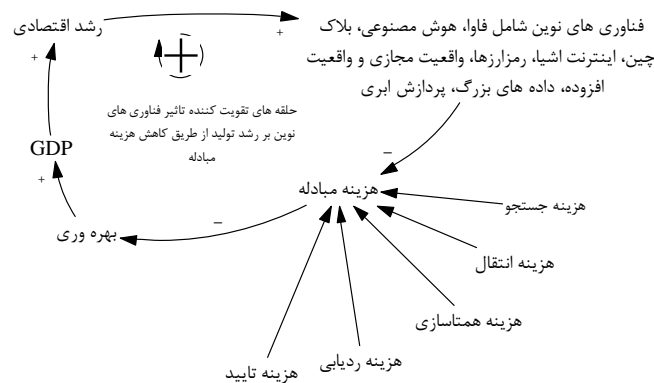 رشد اقتصادی
+
فناوری های نوین شامل فاوا، هوش مصنوعی، بلاک
چین، اینترنت اشیا، رمزارزها، واقعیت مجازی و واقعیت
افزوده، داده های بزرگ، پردازش ابری
+
حلقه های تقویت کننده تاثیر فناوری های
نوین بر رشد تولید از طریق کاهش هزینه
مبادله
GDP
+
–
هزینه مبادله
هزینه جستجو
–
بهره وری
هزینه انتقال
هزینه همتاسازی
هزینه ردیابی
هزینه تایید